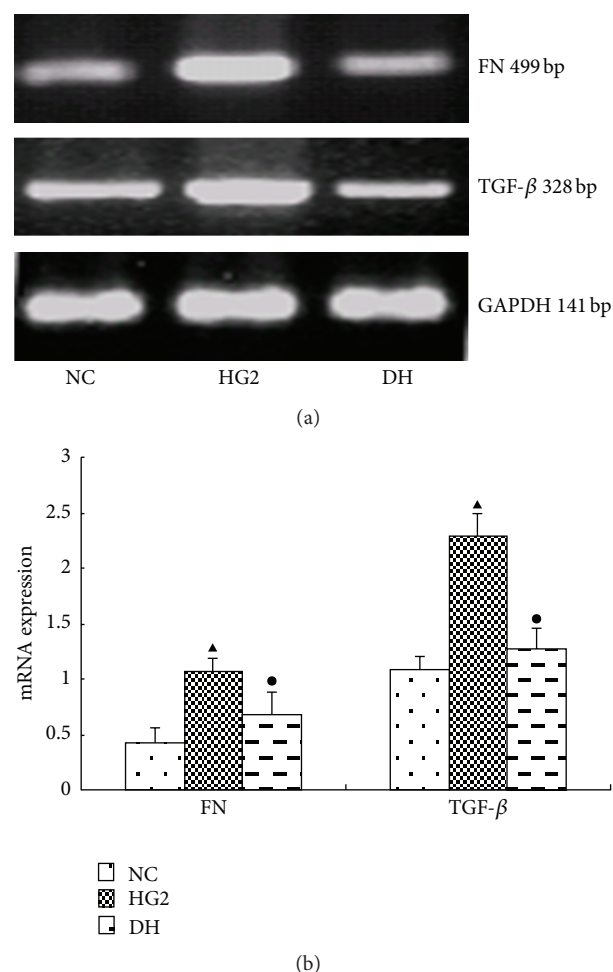 FN 499 bp
TGF-β 328 bp
GAPDH 141 bp
NC HG2 DH
(a)
3
2.5
2
1.5
1
0.5
0
mRNA expression
FN TGF-β
NC
HG2
DH
(b)